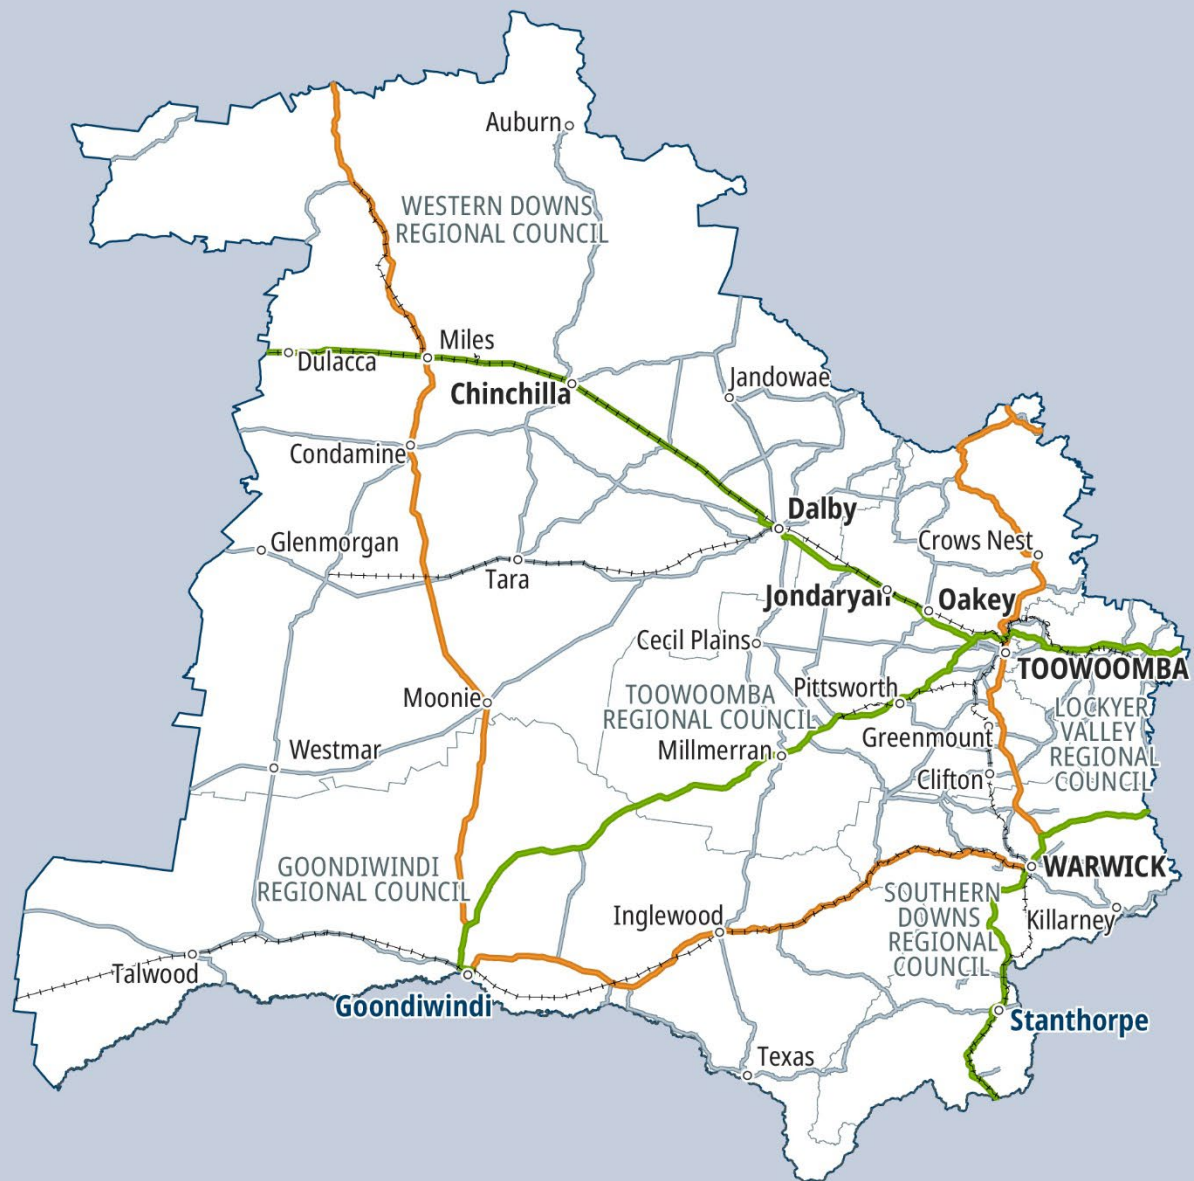 Auburn
WESTERN DOWNS
REGIONAL COUNCIL
Miles
Dulacca
Chinchilla
Jandowae
Condamine
Dalby
Glenmorgan
Crows Nest
Tara
Jondaryan
Oakey
Cecil Plains
TOOWOOMBA
Moonie
TOOWOOMBA
REGIONAL COUNCIL
Pittsworth
LOCKYER
VALLEY
REGIONAL
COUNCIL
Westmar
Millmerran
Greenmount
Clifton
GOONDIWINDI
REGIONAL COUNCIL
WARWICK
SOUTHERN
DOWNS
REGIONAL
COUNCIL
Inglewood
Killarney
Talwood
Goondiwindi
Stanthorpe
Texas